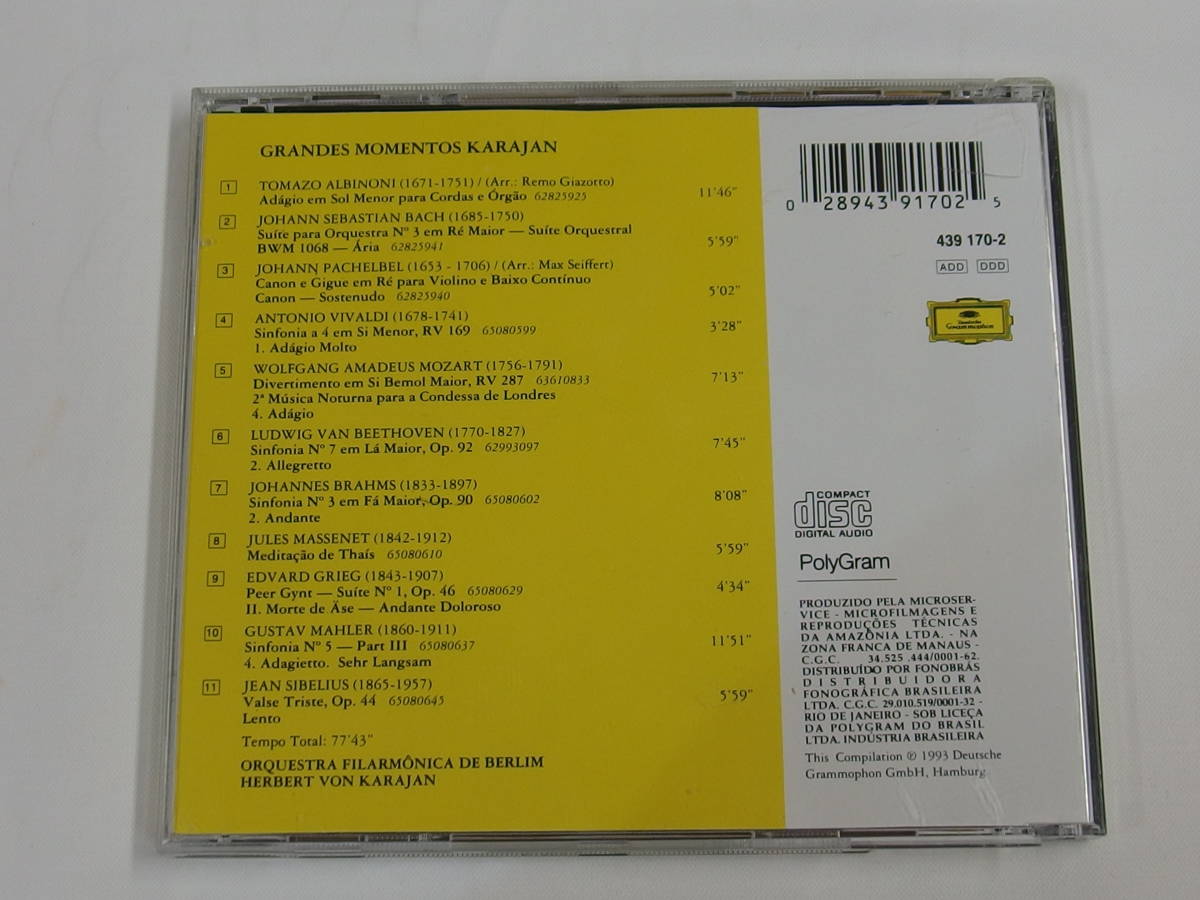 GRANDES MOMENTOS KARAJAN
1 TOMAZO ALBINONI (1671-1751) / (Arr.: Remo Giazotto)
Adágio em Sol Menor para Cordas e Órgão 62825925 11'46"
2 JOHANN SEBASTIAN BACH (1685-1750)
Suíte para Orquestra Nº 3 em Ré Maior — Suíte Orquestral
BWM 1068 — Ária 62825941 5'59"
3 JOHANN PACHELBEL (1653 - 1706) / (Arr.: Max Seiffert)
Canon e Gigue em Ré para Violino e Baixo Contínuo
Canon — Sostenudo 62825940 5'02"
4 ANTONIO VIVALDI (1678-1741)
Sinfonia a 4 em Si Menor, RV 169 65080599 3'28"
1. Adágio Molto
5 WOLFGANG AMADEUS MOZART (1756-1791)
Divertimento em Si Bemol Maior, RV 287 63610833 7'13"
2ª Música Noturna para a Condessa de Londres
4. Adágio
6 LUDWIG VAN BEETHOVEN (1770-1827)
Sinfonia Nº 7 em Lá Maior, Op. 92 62993097 7'45"
2. Allegretto
7 JOHANNES BRAHMS (1833-1897)
Sinfonia Nº 3 em Fá Maior, Op. 90 65080602 8'08"
2. Andante
8 JULES MASSENET (1842-1912)
Meditação de Thaís 65080610 5'59"
9 EDVARD GRIEG (1843-1907)
Peer Gynt — Suíte Nº 1, Op. 46 65080629 4'34"
II. Morte de Äse — Andante Doloroso
10 GUSTAV MAHLER (1860-1911)
Sinfonia Nº 5 — Part III 65080637 11'51"
4. Adagietto. Sehr Langsam
11 JEAN SIBELIUS (1865-1957)
Valse Triste, Op. 44 65080645 5'59"
Lento
Tempo Total: 77'43"
ORQUESTRA FILARMÔNICA DE BERLIM
HERBERT VON KARAJAN
0 28943 91702 5
439 170-2
ADD DDD
Deutsche
Grammophon
COMPACT
disc
DIGITAL AUDIO
PolyGram
PRODUZIDO PELA MICROSER-
VICE - MICROFILMAGENS E
REPRODUÇÕES TÉCNICAS
DA AMAZÔNIA LTDA. - NA
ZONA FRANCA DE MANAUS -
C.G.C. 34.525 .444/0001-62.
DISTRIBUÍDO POR FONOBRÁS
DISTRIBUIDORA
FONOGRÁFICA BRASILEIRA
LTDA. C.G.C. 29.010.519/0001-32 -
RIO DE JANEIRO - SOB LICEÇA
DA POLYGRAM DO BRASIL
LTDA. INDÚSTRIA BRASILEIRA
This Compilation ℗ 1993 Deutsche
Grammophon GmbH, Hamburg